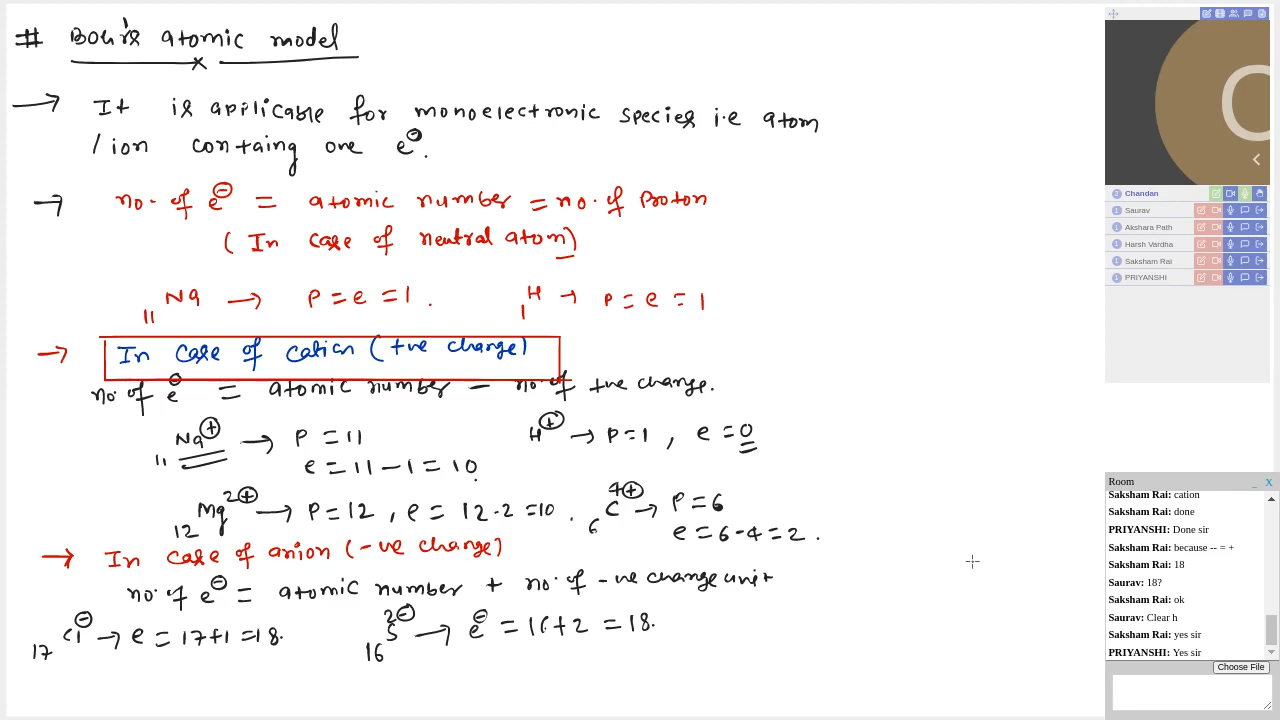 # Bohr's atomic model
→ It is applicable for monoelectronic species i.e atom
/ion containg one e⊖.
→ no. of e⊖ = atomic number = no. of Proton
(In case of neutral atom)
₁₁Na → P = e = 11. ₁H → P = e = 1
→ In case of cation (+ve change)
no. of e⊖ = atomic number − no. of +ve change.
₁₁Na⊕ → P = 11 H⊕ → P=1, e = 0
e = 11 − 1 = 10.
₁₂Mg²⊕ → P = 12, e = 12-2 = 10. ₆C⁴⊕ → P = 6
e = 6-4 = 2.
→ In case of anion (-ve change)
no. of e⊖ = atomic number + no. of -ve change unit
₁₇Cl⊖ → e = 17+1 = 18. ₁₆S²⊖ → e⊖ = 16+2 = 18.
C
Chandan
Saurav
Akshara Path
Harsh Vardha
Saksham Rai
PRIYANSHI
Room _ X
Saksham Rai: cation
Saksham Rai: done
PRIYANSHI: Done sir
Saksham Rai: because -- = +
Saksham Rai: 18
Saurav: 18?
Saksham Rai: ok
Saurav: Clear h
Saksham Rai: yes sir
PRIYANSHI: Yes sir
Choose File